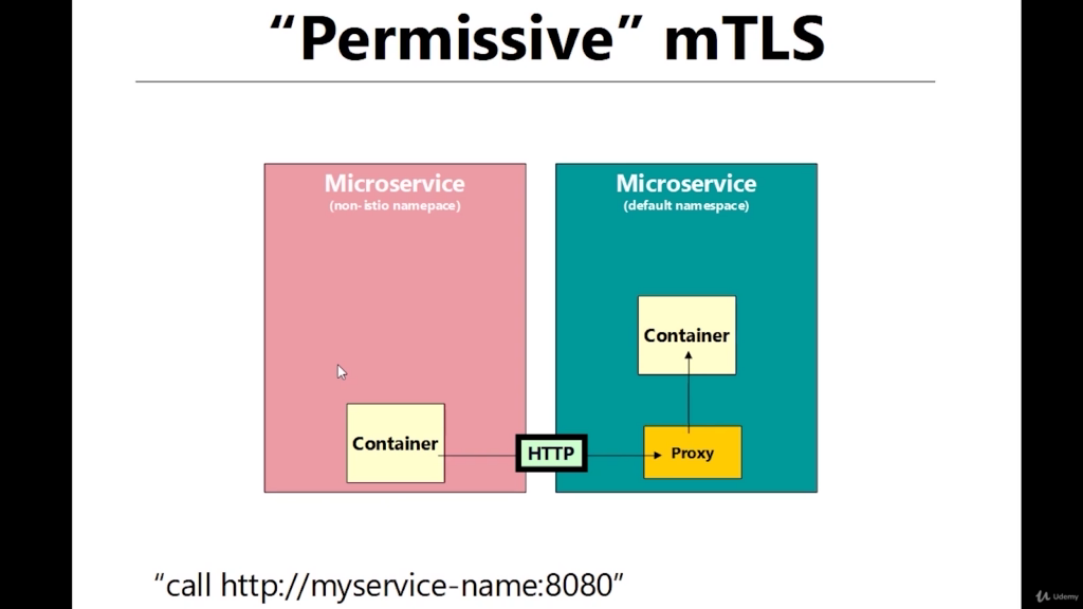 “Permissive” mTLS
Microservice
(non-istio namepace)
Microservice
(default namespace)
Container
Container
HTTP
Proxy
“call http://myservice-name:8080”
Udemy